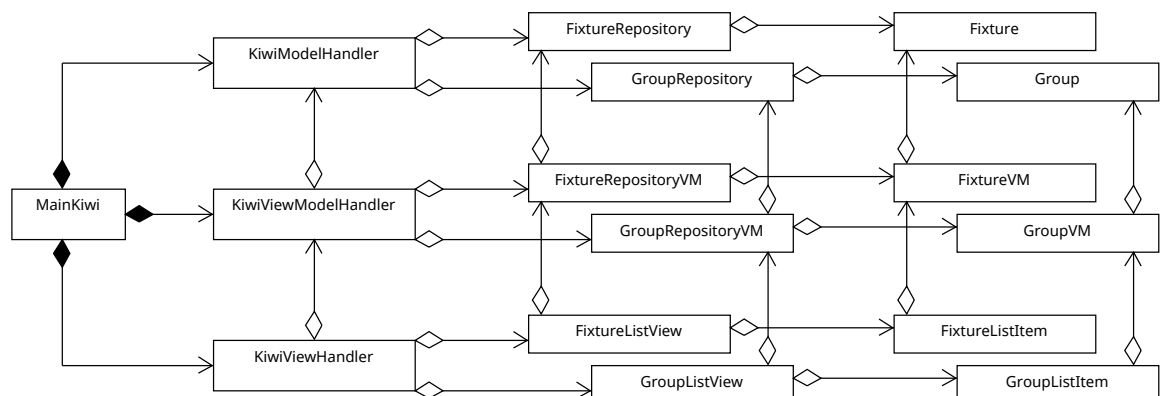 FixtureRepository
Fixture
KiwiModelHandler
GroupRepository
Group
FixtureRepositoryVM
FixtureVM
MainKiwi
KiwiViewModelHandler
GroupRepositoryVM
GroupVM
FixtureListView
FixtureListItem
KiwiViewHandler
GroupListView
GroupListItem